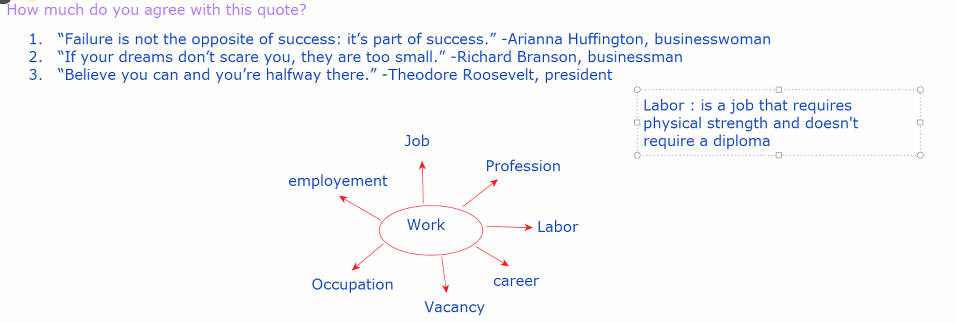 How much do you agree with this quote?
1. “Failure is not the opposite of success: it’s part of success.” -Arianna Huffington, businesswoman
2. “If your dreams don’t scare you, they are too small.” -Richard Branson, businessman
3. “Believe you can and you’re halfway there.” -Theodore Roosevelt, president
Labor : is a job that requires
physical strength and doesn't
require a diploma
Job
Profession
employement
Work
Labor
Occupation
career
Vacancy